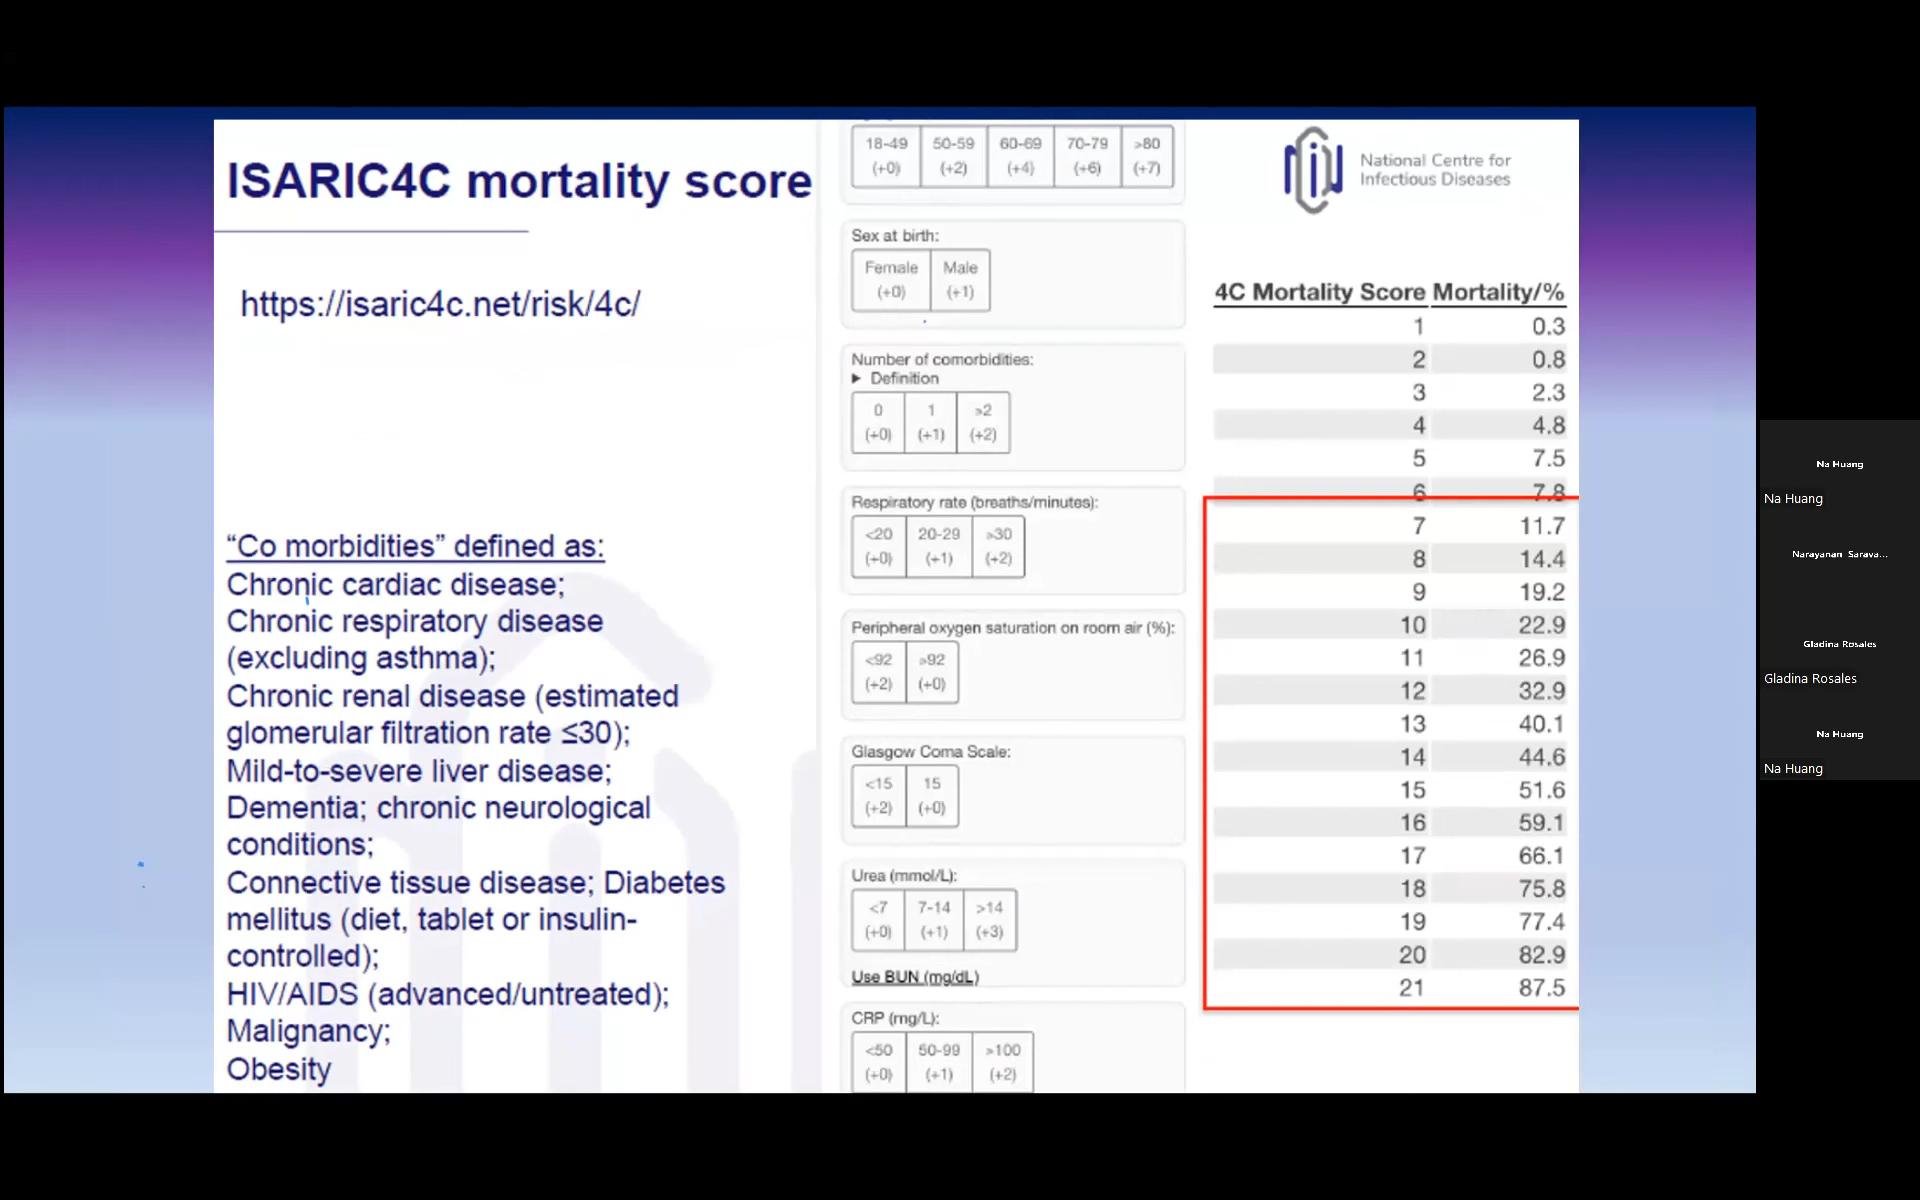 ISARIC4C mortality score
https://isaric4c.net/risk/4c/
“Co morbidities” defined as:
Chronic cardiac disease;
Chronic respiratory disease
(excluding asthma);
Chronic renal disease (estimated
glomerular filtration rate ≤30);
Mild-to-severe liver disease;
Dementia; chronic neurological
conditions;
Connective tissue disease; Diabetes
mellitus (diet, tablet or insulin-
controlled);
HIV/AIDS (advanced/untreated);
Malignancy;
Obesity
18-49 50-59 60-69 70-79 ≥80
(+0) (+2) (+4) (+6) (+7)
Sex at birth:
Female Male
(+0) (+1)
Number of comorbidities:
▶ Definition
0 1 ≥2
(+0) (+1) (+2)
Respiratory rate (breaths/minutes):
<20 20-29 ≥30
(+0) (+1) (+2)
Peripheral oxygen saturation on room air (%):
<92 ≥92
(+2) (+0)
Glasgow Coma Scale:
<15 15
(+2) (+0)
Urea (mmol/L):
<7 7-14 >14
(+0) (+1) (+3)
Use BUN (mg/dL)
CRP (mg/L):
<50 50-99 ≥100
(+0) (+1) (+2)
National Centre for
Infectious Diseases
4C Mortality Score Mortality/%
1 0.3
2 0.8
3 2.3
4 4.8
5 7.5
6 7.8
7 11.7
8 14.4
9 19.2
10 22.9
11 26.9
12 32.9
13 40.1
14 44.6
15 51.6
16 59.1
17 66.1
18 75.8
19 77.4
20 82.9
21 87.5
Na Huang
Na Huang
Narayanan Sarava...
Gladina Rosales
Gladina Rosales
Na Huang
Na Huang